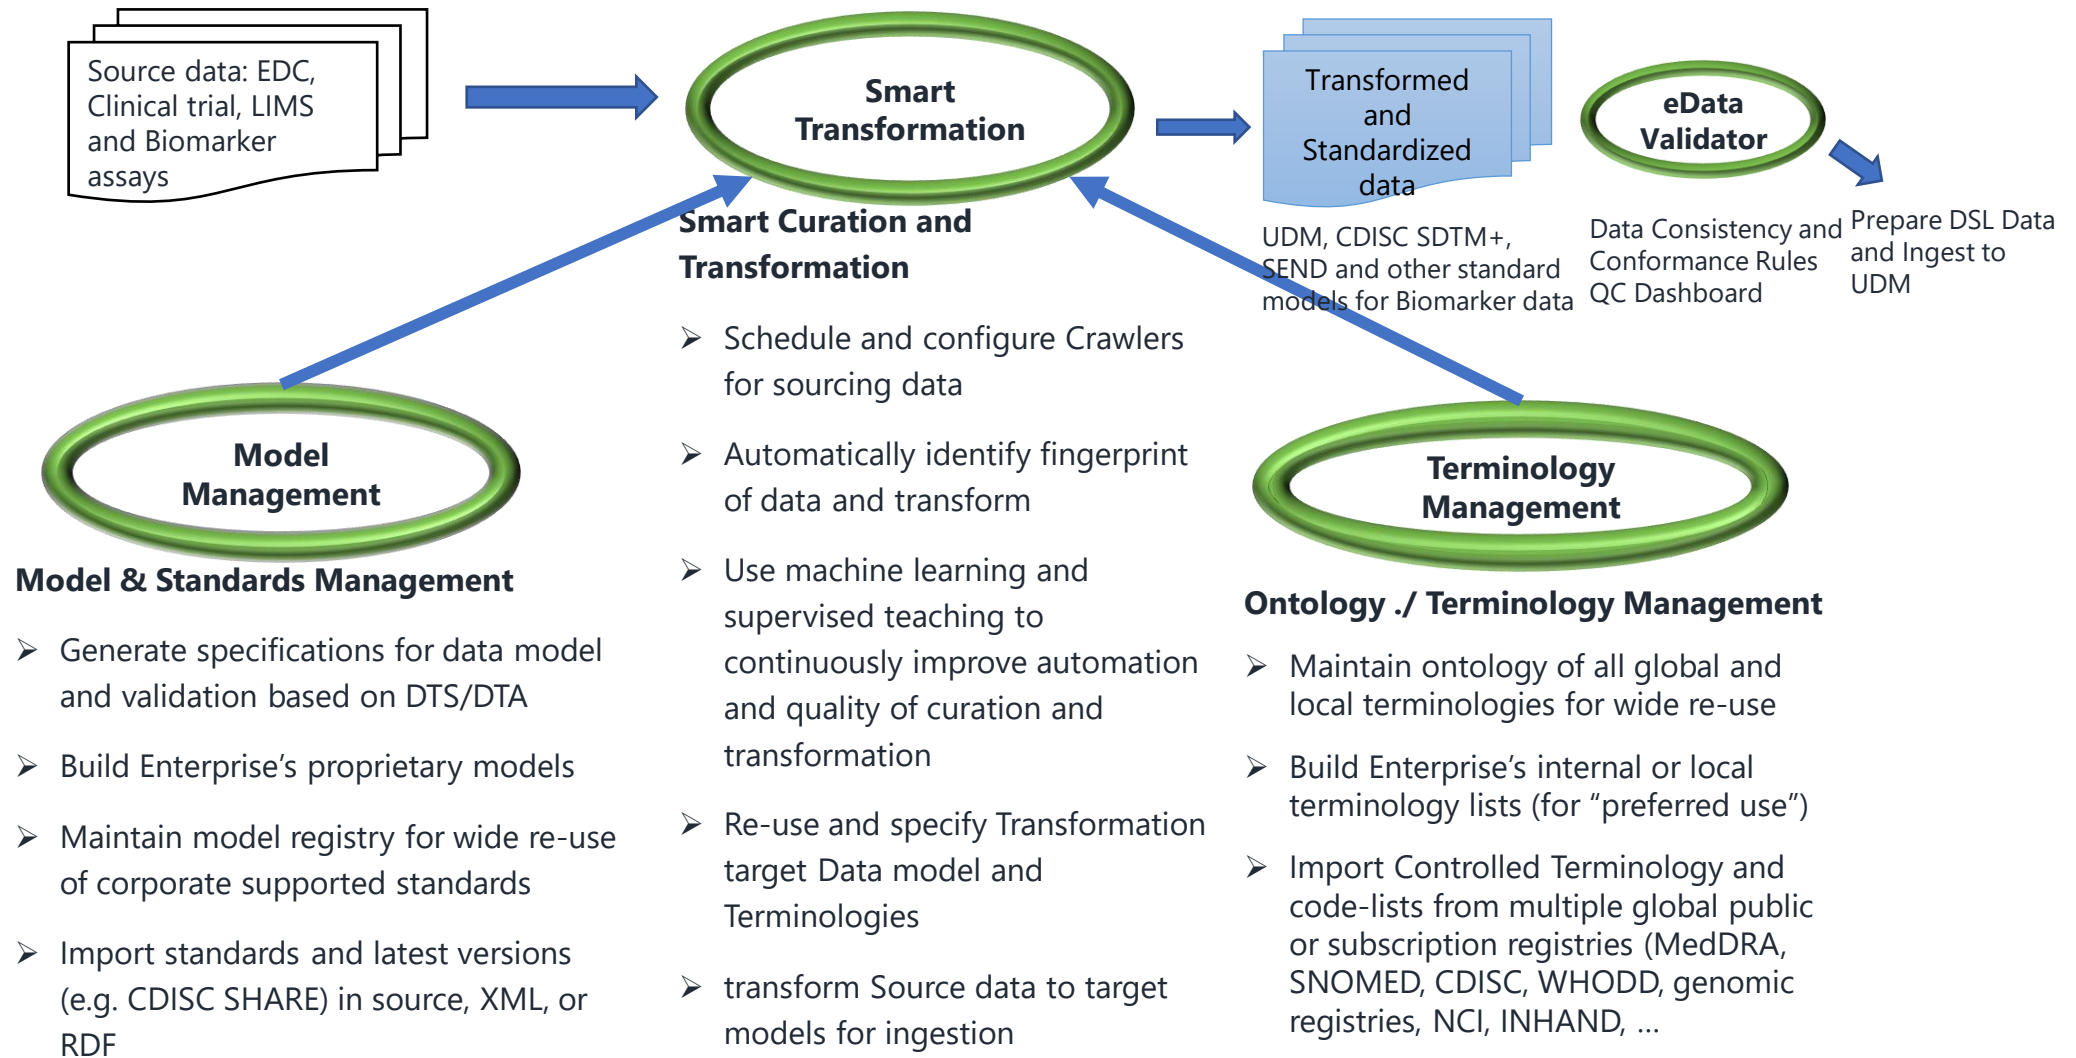 Source data: EDC,
Clinical trial, LIMS
and Biomarker
assays
Smart
Transformation
Transformed
and
Standardized
data
eData
Validator
UDM, CDISC SDTM+,
SEND and other standard
models for Biomarker data
Data Consistency and
Conformance Rules
QC Dashboard
Prepare DSL Data
and Ingest to
UDM
Model
Management
Model & Standards Management
➢ Generate specifications for data model
and validation based on DTS/DTA
➢ Build Enterprise’s proprietary models
➢ Maintain model registry for wide re-use
of corporate supported standards
➢ Import standards and latest versions
(e.g. CDISC SHARE) in source, XML, or
RDF
Smart Curation and
Transformation
➢ Schedule and configure Crawlers
for sourcing data
➢ Automatically identify fingerprint
of data and transform
➢ Use machine learning and
supervised teaching to
continuously improve automation
and quality of curation and
transformation
➢ Re-use and specify Transformation
target Data model and
Terminologies
➢ transform Source data to target
models for ingestion
Terminology
Management
Ontology ./ Terminology Management
➢ Maintain ontology of all global and
local terminologies for wide re-use
➢ Build Enterprise’s internal or local
terminology lists (for “preferred use”)
➢ Import Controlled Terminology and
code-lists from multiple global public
or subscription registries (MedDRA,
SNOMED, CDISC, WHODD, genomic
registries, NCI, INHAND, …